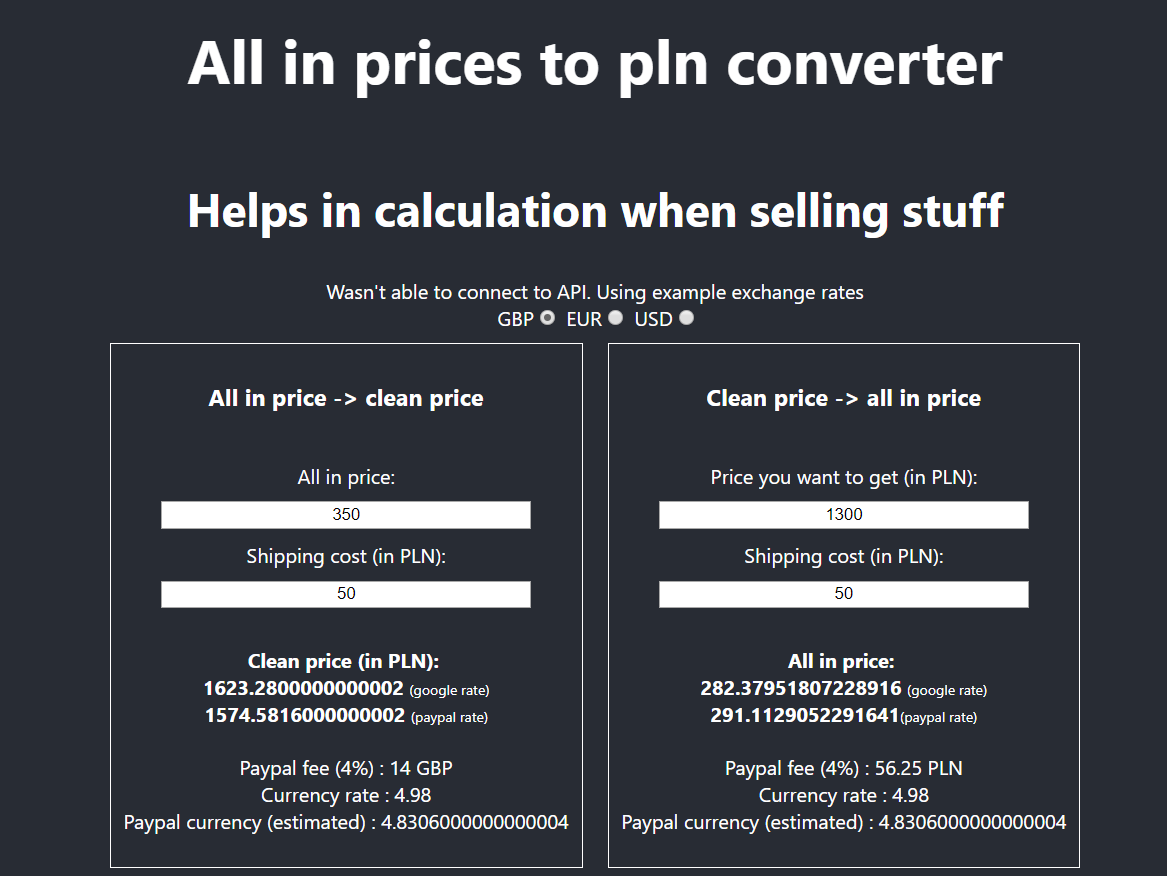 All in prices to pln converter
Helps in calculation when selling stuff
Wasn't able to connect to API. Using example exchange rates
GBP EUR USD
All in price -> clean price
All in price:
350
Shipping cost (in PLN):
50
Clean price (in PLN):
1623.2800000000002 (google rate)
1574.5816000000002 (paypal rate)
Paypal fee (4%) : 14 GBP
Currency rate : 4.98
Paypal currency (estimated) : 4.8306000000000004
Clean price -> all in price
Price you want to get (in PLN):
1300
Shipping cost (in PLN):
50
All in price:
282.37951807228916 (google rate)
291.1129052291641(paypal rate)
Paypal fee (4%) : 56.25 PLN
Currency rate : 4.98
Paypal currency (estimated) : 4.8306000000000004